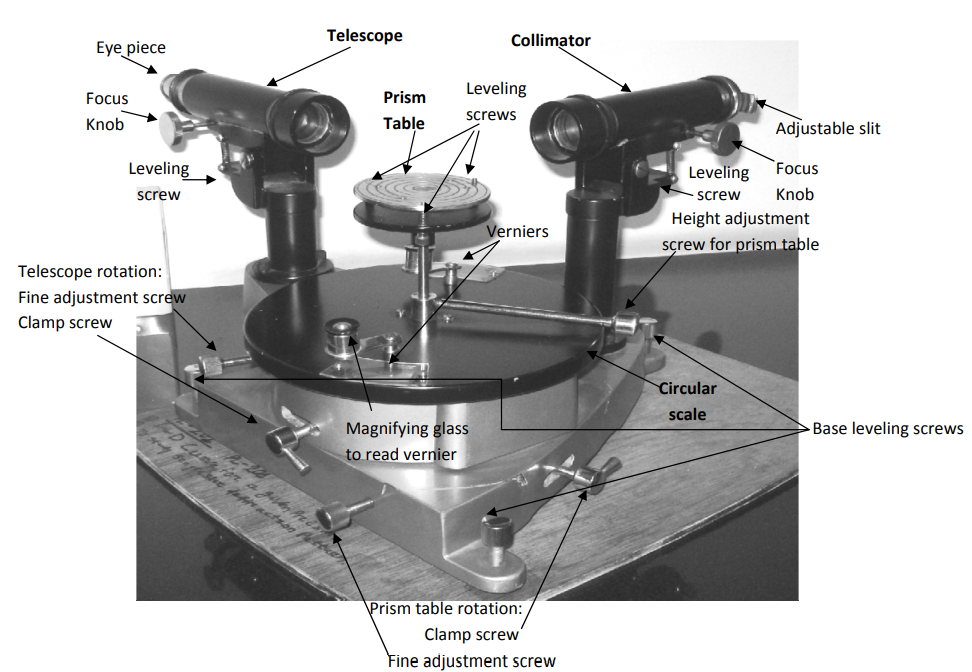 Telescope
Collimator
Eye piece
Focus
Knob
Prism
Table
Leveling
screws
Adjustable slit
Leveling
screw
Leveling
screw
Focus
Knob
Height adjustment
screw for prism table
Verniers
Telescope rotation:
Fine adjustment screw
Clamp screw
Circular
scale
Magnifying glass
to read vernier
Base leveling screws
Prism table rotation:
Clamp screw
Fine adjustment screw